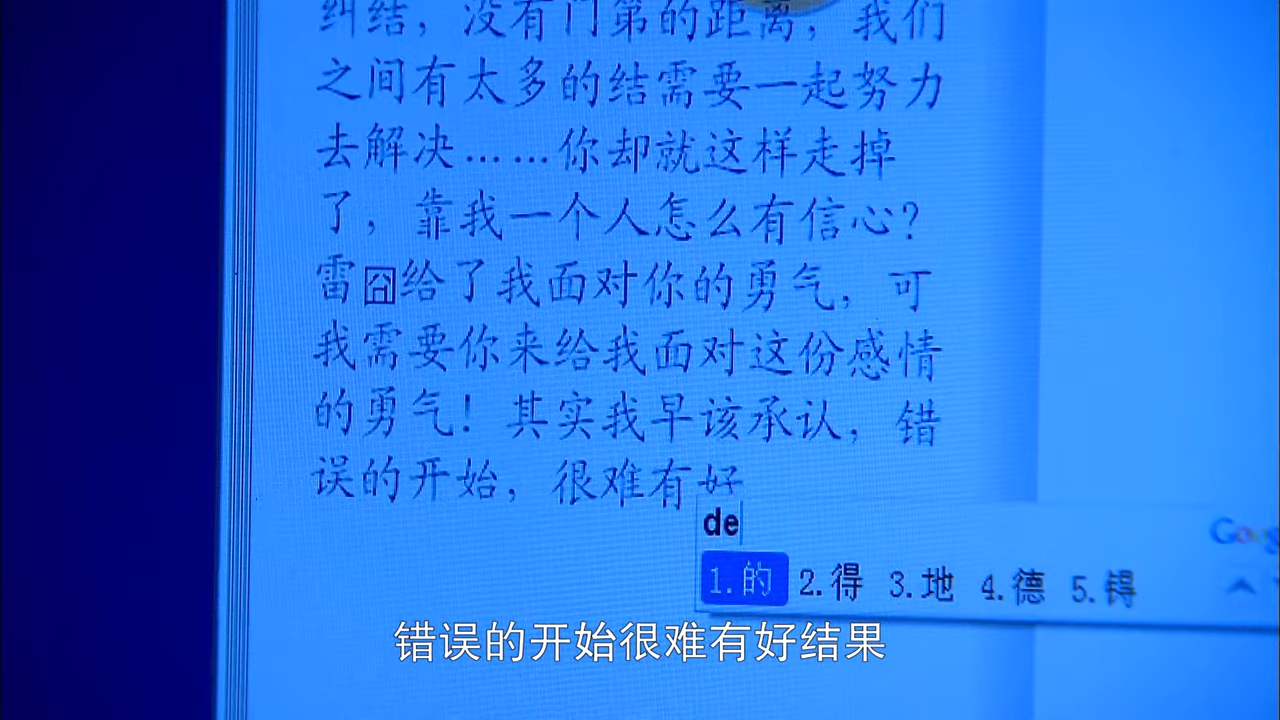 纠结，没有门第的距离，我们
之间有太多的结需要一起努力
去解决……你却就这样走掉
了，靠我一个人怎么有信心？
雷囧给了我面对你的勇气，可
我需要你来给我面对这份感情
的勇气！其实我早该承认，错
误的开始，很难有好
de
Goog
1.的 2.得 3.地 4.德 5.锝
错误的开始很难有好结果